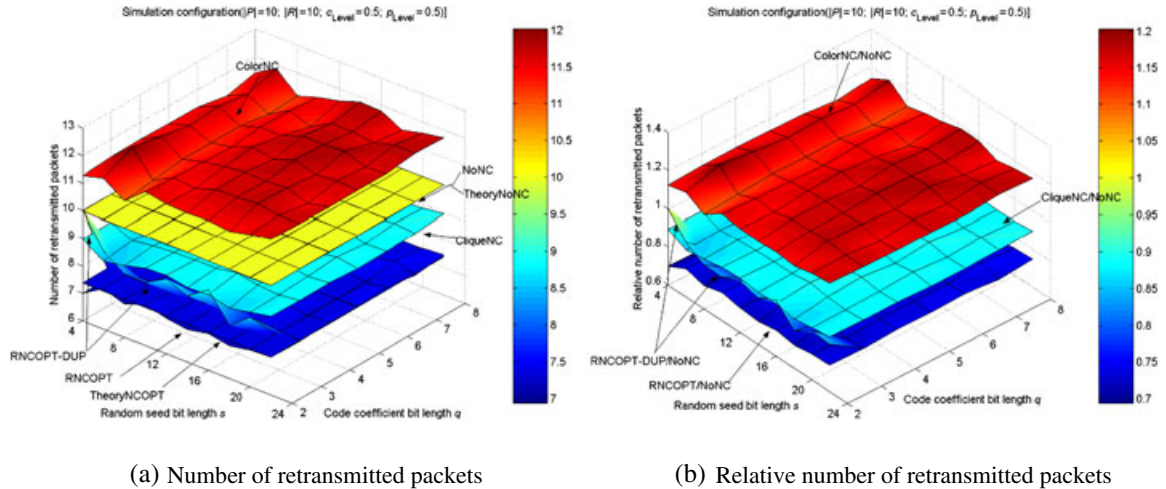 Simulation configuration(|P|=10; |R|=10; c_Level=0.5; p_Level=0.5)]
ColorNC
NoNC
TheoryNoNC
CliqueNC
RNCOPT-DUP
RNCOPT
TheoryNCOPT
Number of retransmitted packets
13
12
11
10
9
8
7
6
Random seed bit length s
8
12
16
20
24
Code coefficient bit length q
2
3
4
5
6
7
8
12
11.5
11
10.5
10
9.5
9
8.5
8
7.5
7
(a) Number of retransmitted packets
Simulation configuration(|P|=10; |R|=10; c_Level=0.5; p_Level=0.5)]
ColorNC/NoNC
CliqueNC/NoNC
RNCOPT-DUP/NoNC
RNCOPT/NoNC
Relative number of retransmitted packets
1.4
1.2
1
0.8
0.6
Random seed bit length s
4
8
12
16
20
24
Code coefficient bit length q
2
3
4
5
6
7
8
1.2
1.15
1.1
1.05
1
0.95
0.9
0.85
0.8
0.75
0.7
(b) Relative number of retransmitted packets